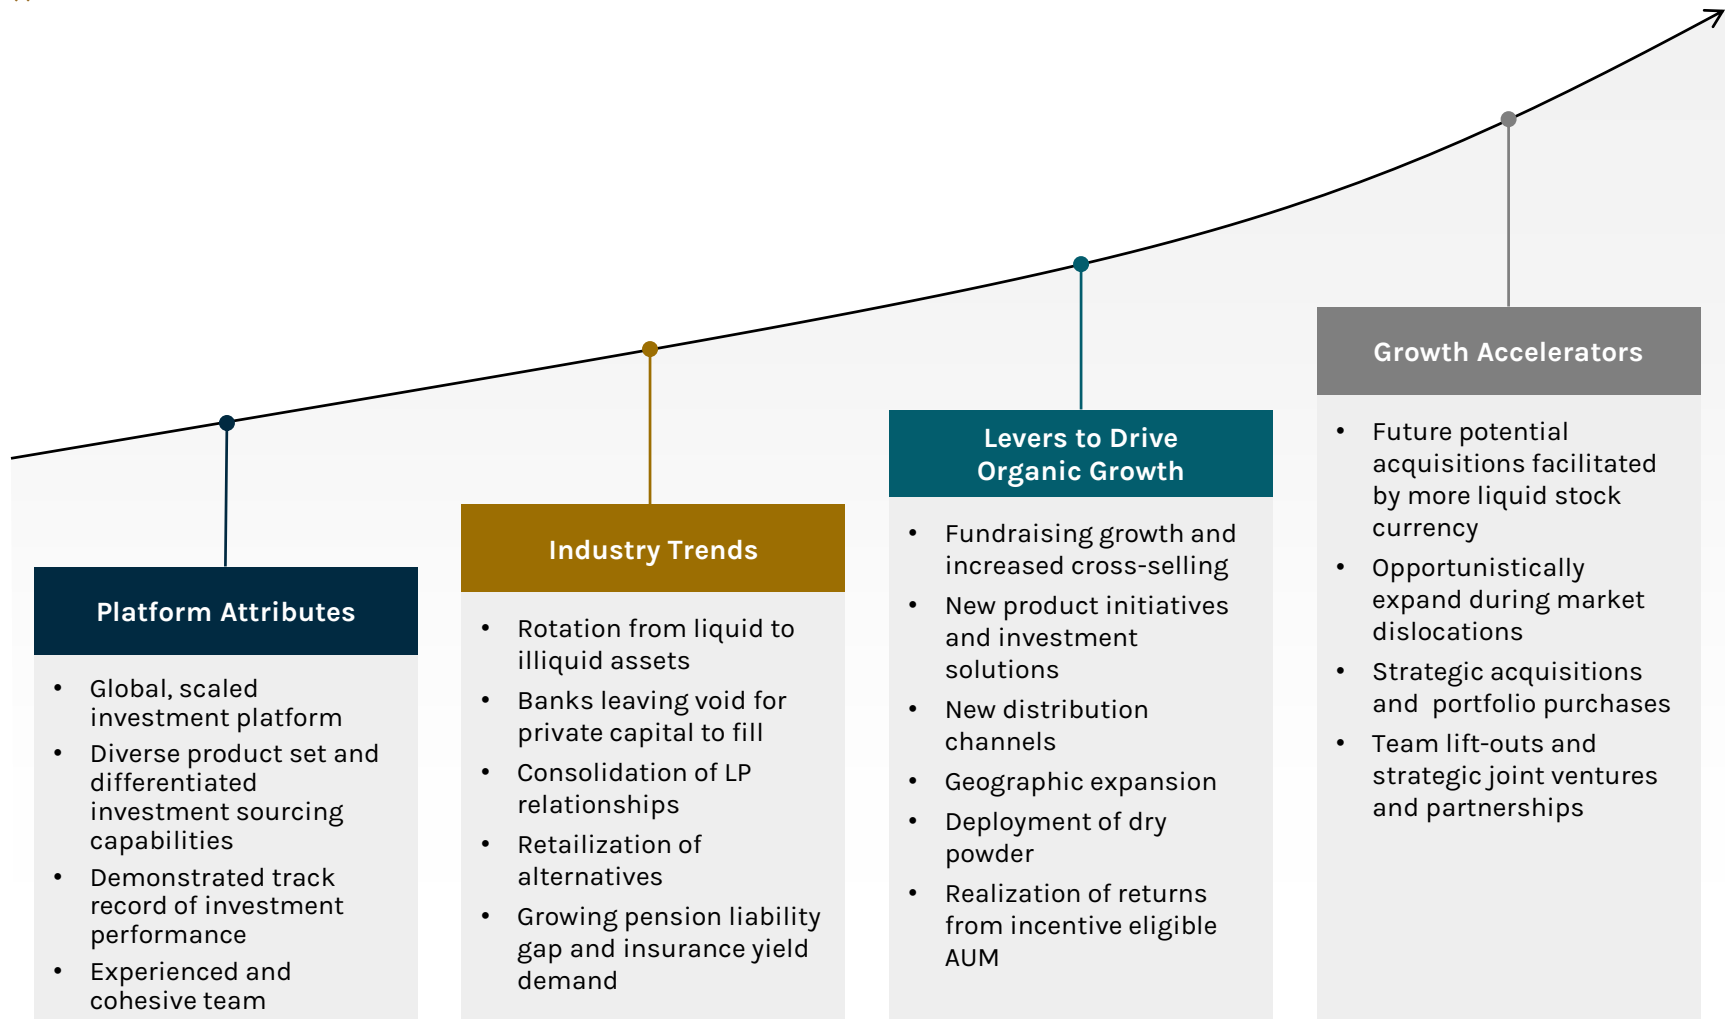 Platform Attributes
• Global, scaled
investment platform
• Diverse product set and
differentiated
investment sourcing
capabilities
• Demonstrated track
record of investment
performance
• Experienced and
cohesive team
Industry Trends
• Rotation from liquid to
illiquid assets
• Banks leaving void for
private capital to fill
• Consolidation of LP
relationships
• Retailization of
alternatives
• Growing pension liability
gap and insurance yield
demand
Levers to Drive
Organic Growth
• Fundraising growth and
increased cross-selling
• New product initiatives
and investment
solutions
• New distribution
channels
• Geographic expansion
• Deployment of dry
powder
• Realization of returns
from incentive eligible
AUM
Growth Accelerators
• Future potential
acquisitions facilitated
by more liquid stock
currency
• Opportunistically
expand during market
dislocations
• Strategic acquisitions
and  portfolio purchases
• Team lift-outs and
strategic joint ventures
and partnerships